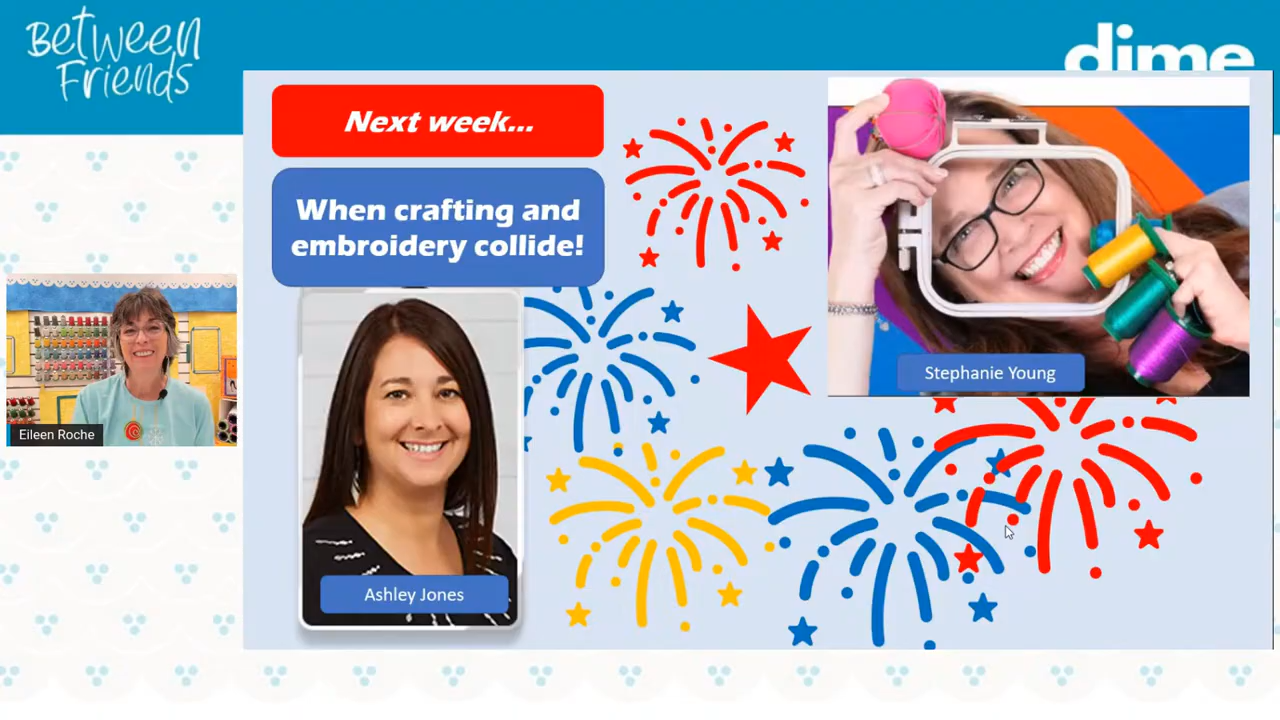 Between
Friends
dime
Next week...
When crafting and
embroidery collide!
Stephanie Young
Eileen Roche
Ashley Jones